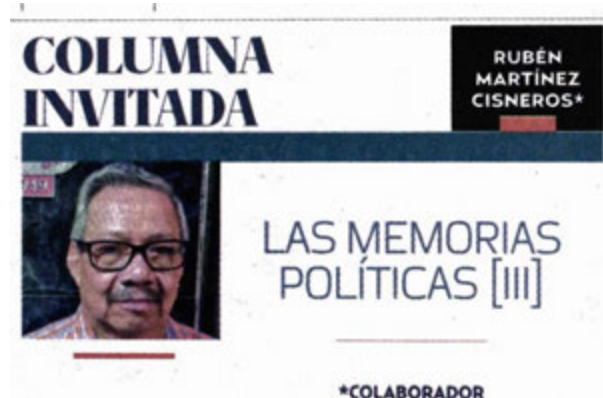 COLUMNA
INVITADA
RUBÉN
MARTÍNEZ
CISNEROS*
LAS MEMORIAS
POLÍTICAS [III]
*COLABORADOR